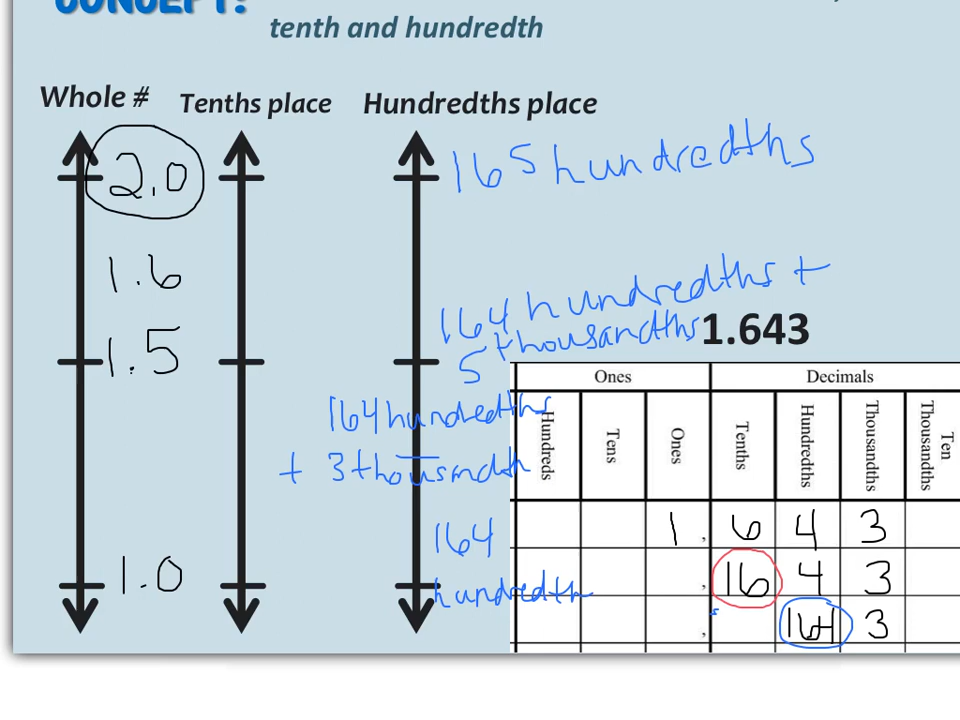 CONCEPT:
tenth and hundredth
Whole #
Tenths place
Hundredths place
2.0
1.6
1.5
1.0
165 hundredths
164 hundredths +
5 thousandths
164 hundredths
+ 3 thousandth
164
hundredth
1.643
Ones
Decimals
Hundreds
Tens
Ones
Tenths
Hundredths
Thousandths
Ten
Thousandths
1 . 6 4 3
. 16 4 3
. 164 3